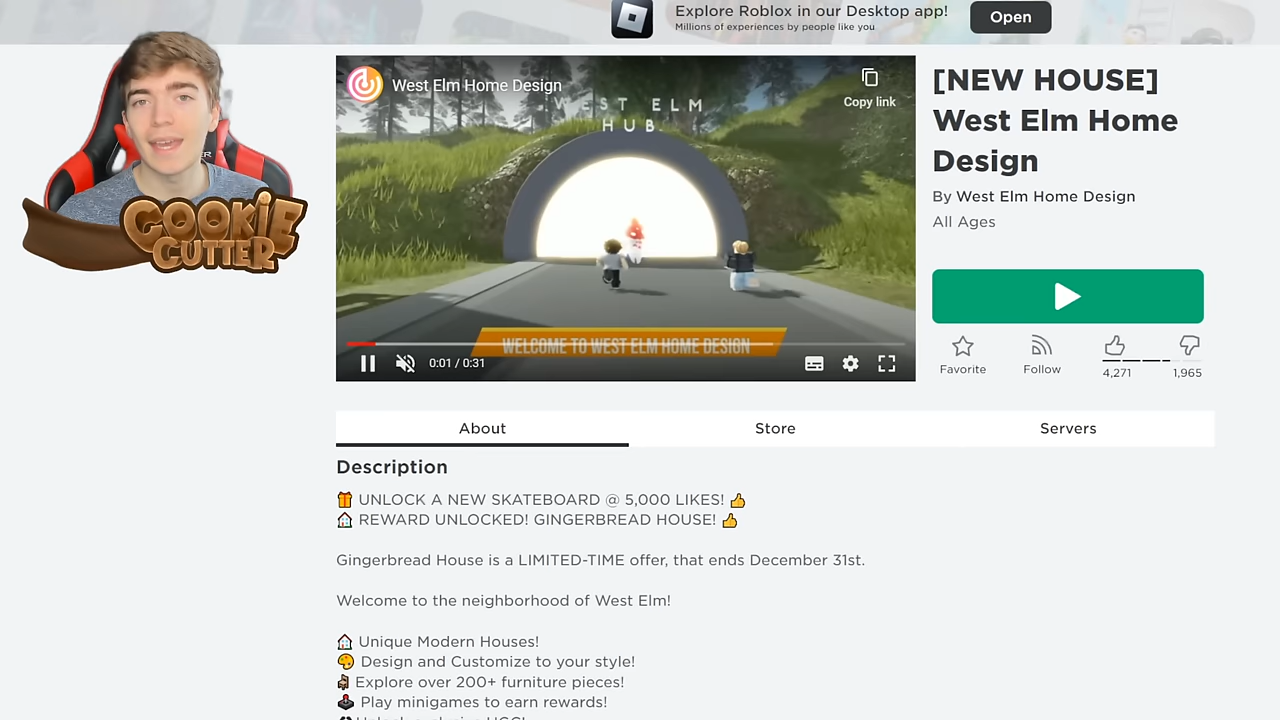 Explore Roblox in our Desktop app!
Millions of experiences by people like you
Open
West Elm Home Design
Copy link
WEST ELM
HUB
WELCOME TO WEST ELM HOME DESIGN
0:01 / 0:31
COOKIE
CUTTER
[NEW HOUSE]
West Elm Home
Design
By West Elm Home Design
All Ages
Favorite
Follow
4,271
1,965
About
Store
Servers
Description
🎁 UNLOCK A NEW SKATEBOARD @ 5,000 LIKES! 👍
🏠 REWARD UNLOCKED! GINGERBREAD HOUSE! 👍
Gingerbread House is a LIMITED-TIME offer, that ends December 31st.
Welcome to the neighborhood of West Elm!
🏠 Unique Modern Houses!
🎨 Design and Customize to your style!
🪑 Explore over 200+ furniture pieces!
🕹️ Play minigames to earn rewards!